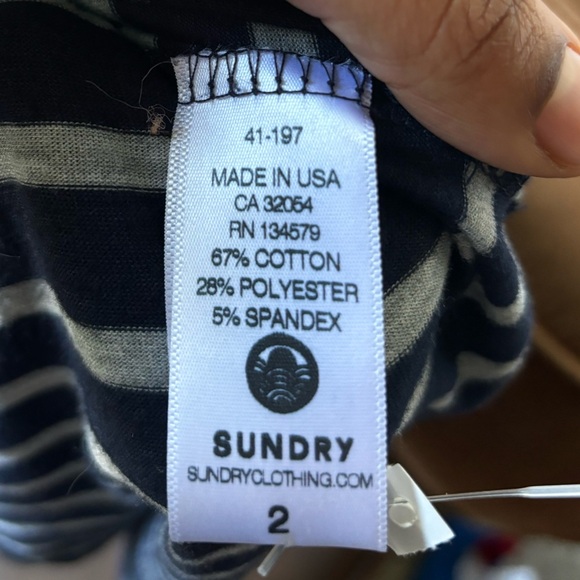 41-197
MADE IN USA
CA 32054
RN 134579
67% COTTON
28% POLYESTER
5% SPANDEX
SUNDRY
SUNDRYCLOTHING.COM
2